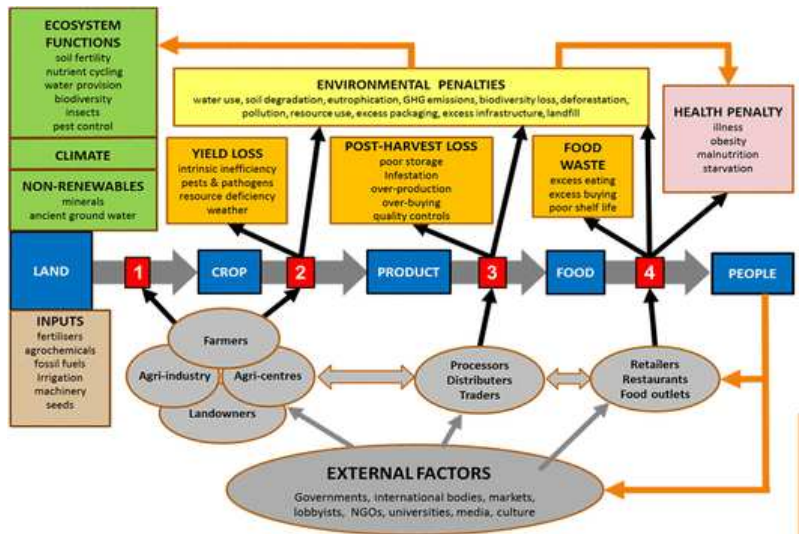 ECOSYSTEM
FUNCTIONS
soil fertility
nutrient cycling
water provision
biodiversity
insects
pest control
CLIMATE
NON-RENEWABLES
minerals
ancient ground water
ENVIRONMENTAL PENALTIES
water use, soil degradation, eutrophication, GHG emissions, biodiversity loss, deforestation,
pollution, resource use, excess packaging, excess infrastructure, landfill
HEALTH PENALTY
illness
obesity
malnutrition
starvation
YIELD LOSS
intrinsic inefficiency
pests & pathogens
resource deficiency
weather
POST-HARVEST LOSS
poor storage
Infestation
over-production
over-buying
quality controls
FOOD
WASTE
excess eating
excess buying
poor shelf life
LAND
1
CROP
2
PRODUCT
3
FOOD
4
PEOPLE
INPUTS
fertilisers
agrochemicals
fossil fuels
Irrigation
machinery
seeds
Farmers
Agri-industry
Agri-centres
Landowners
Processors
Distributers
Traders
Retailers
Restaurants
Food outlets
EXTERNAL FACTORS
Governments, international bodies, markets,
lobbyists, NGOs, universities, media, culture